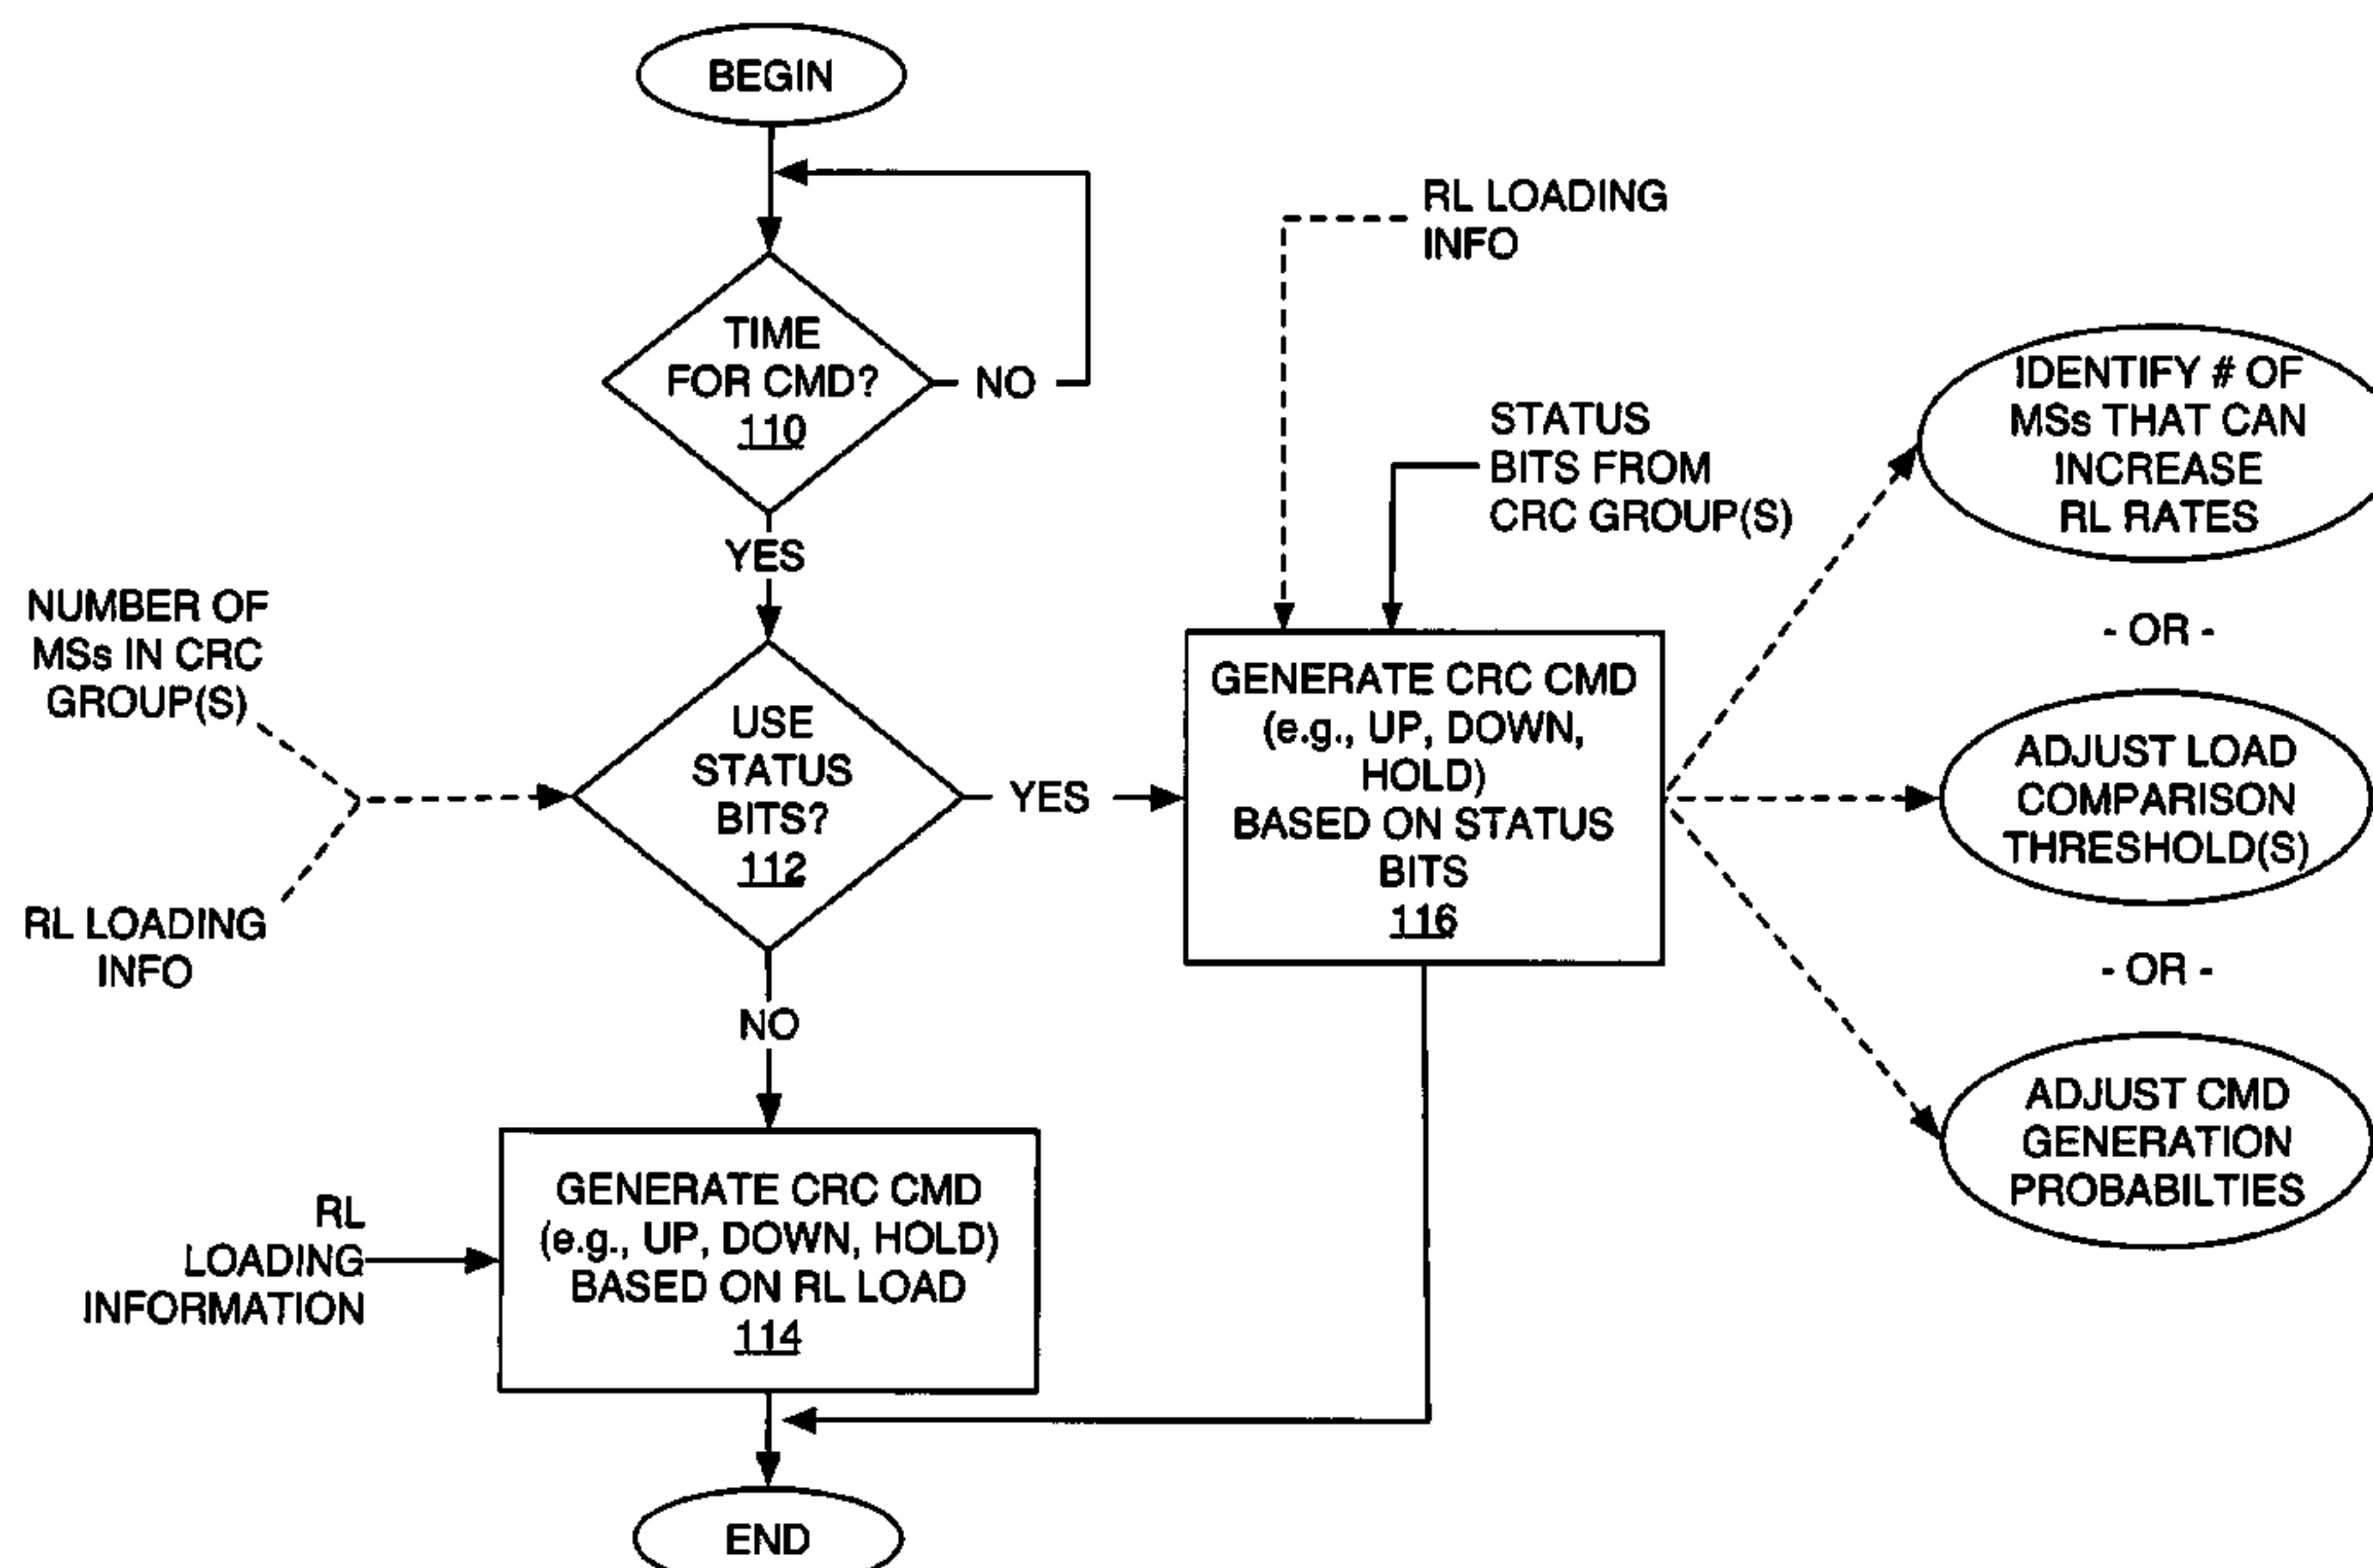 BEGIN
TIME
FOR CMD?
110
NO
YES
RL LOADING
INFO
STATUS
BITS FROM
CRC GROUP(S)
NUMBER OF
MSs IN CRC
GROUP(S)
RL LOADING
INFO
USE
STATUS
BITS?
112
YES
NO
GENERATE CRC CMD
(e.g., UP, DOWN,
HOLD)
BASED ON STATUS
BITS
116
IDENTIFY # OF
MSs THAT CAN
INCREASE
RL RATES
- OR -
ADJUST LOAD
COMPARISON
THRESHOLD(S)
- OR -
ADJUST CMD
GENERATION
PROBABILTIES
RL
LOADING
INFORMATION
GENERATE CRC CMD
(e.g., UP, DOWN, HOLD)
BASED ON RL LOAD
114
END